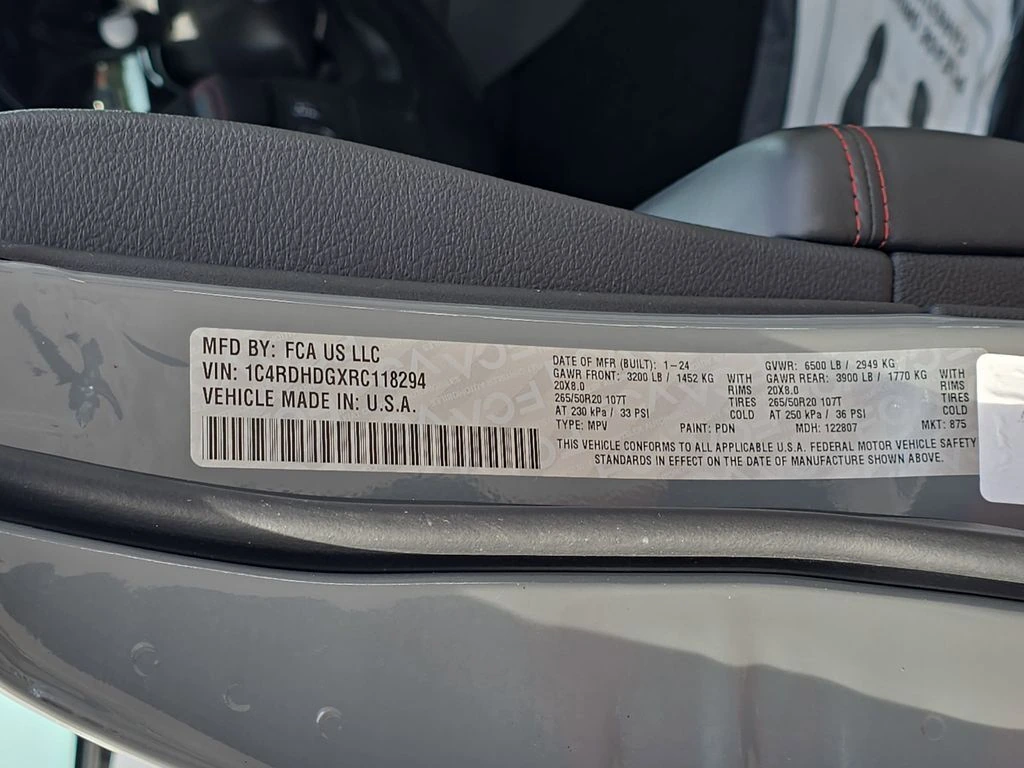 MFD BY: FCA US LLC
VIN: 1C4RDHDGXRC118294
VEHICLE MADE IN: U.S.A.
DATE OF MFR (BUILT): 1-24 GVWR: 6500 LB / 2949 KG
GAWR FRONT: 3200 LB / 1452 KG WITH GAWR REAR: 3900 LB / 1770 KG WITH
20X8.0 RIMS 20X8.0 RIMS
265/50R20 107T TIRES 265/50R20 107T TIRES
AT 230 kPa / 33 PSI COLD AT 250 kPa / 36 PSI COLD
TYPE: MPV PAINT: PDN MDH: 122807 MKT: 875
THIS VEHICLE CONFORMS TO ALL APPLICABLE U.S.A. FEDERAL MOTOR VEHICLE SAFETY
STANDARDS IN EFFECT ON THE DATE OF MANUFACTURE SHOWN ABOVE.